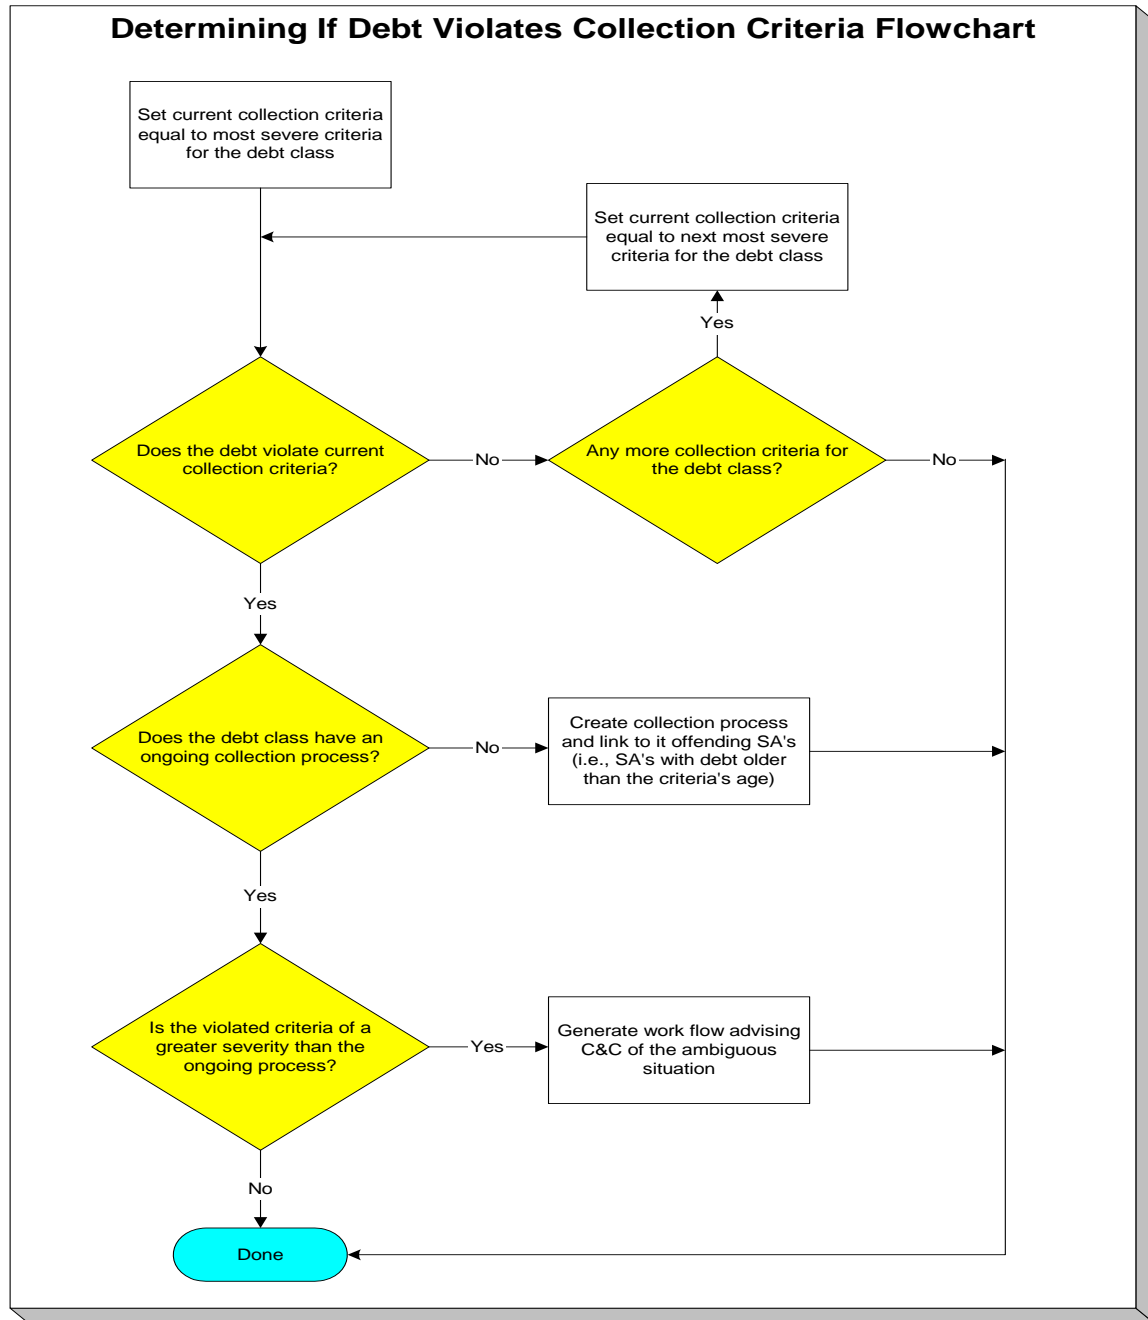 Determining If Debt Violates Collection Criteria Flowchart
Set current collection criteria
equal to most severe criteria
for the debt class
Set current collection criteria
equal to next most severe
criteria for the debt class
Yes
Does the debt violate current
collection criteria?
No
Any more collection criteria for
the debt class?
No
Yes
Does the debt class have an
ongoing collection process?
No
Create collection process
and link to it offending SA's
(i.e., SA's with debt older
than the criteria's age)
Yes
Is the violated criteria of a
greater severity than the
ongoing process?
Yes
Generate work flow advising
C&C of the ambiguous
situation
No
Done